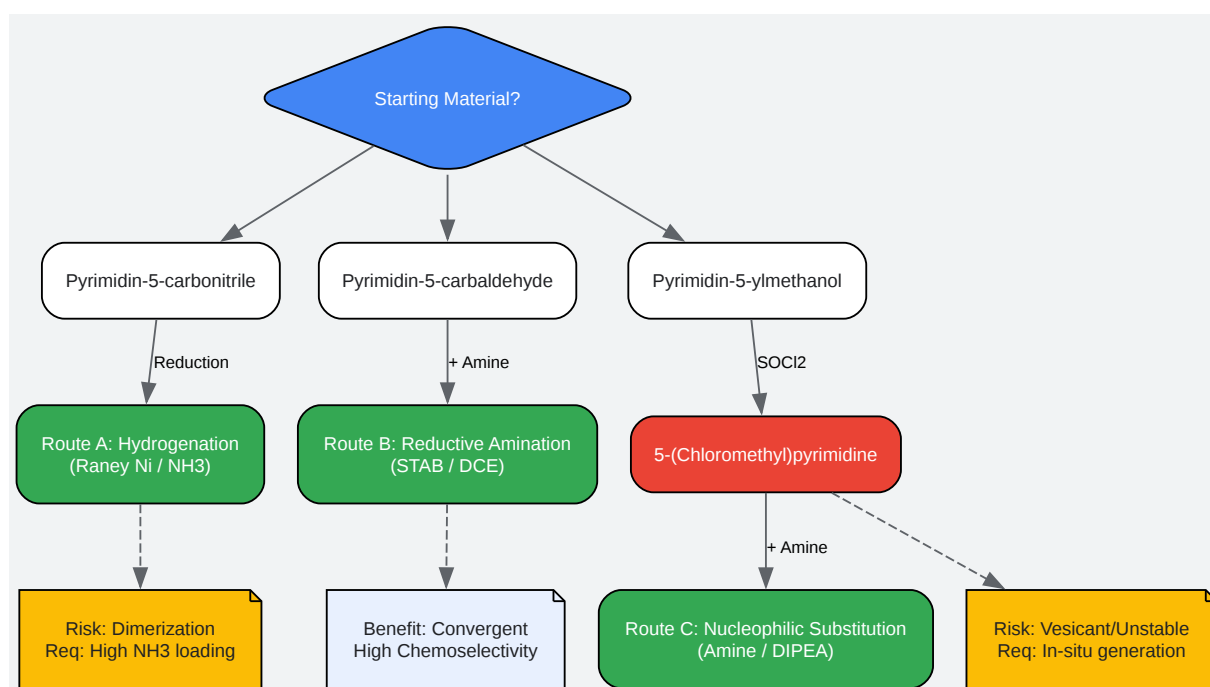 Starting Material?
Pyrimidin-5-carbonitrile
Pyrimidin-5-carbaldehyde
Pyrimidin-5-ylmethanol
Reduction
+ Amine
SOCl2
Route A: Hydrogenation
(Raney Ni / NH3)
Route B: Reductive Amination
(STAB / DCE)
5-(Chloromethyl)pyrimidine
+ Amine
Risk: Dimerization
Req: High NH3 loading
Benefit: Convergent
High Chemoselectivity
Route C: Nucleophilic Substitution
(Amine / DIPEA)
Risk: Vesicant/Unstable
Req: In-situ generation